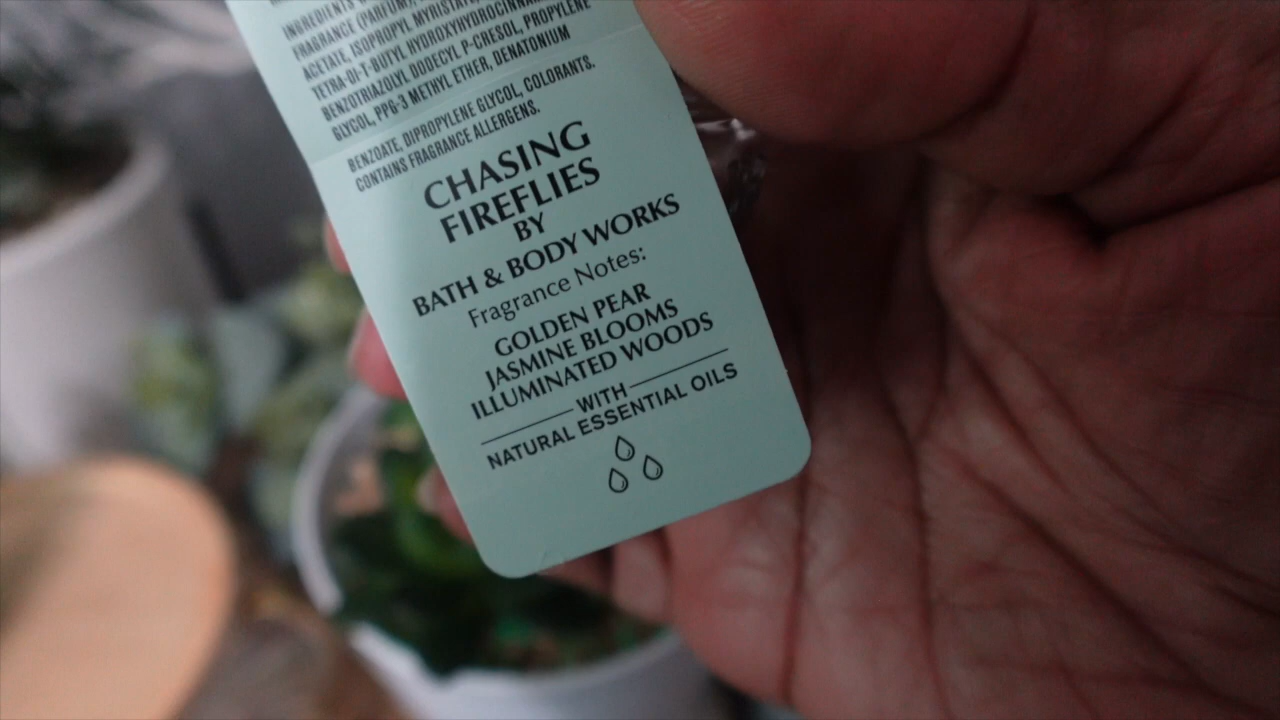 INGREDIENTS
FRAGRANCE (PARFUM),
ACETATE, ISOPROPYL MYRISTATE,
TETRA-DI-T-BUTYL HYDROXYHYDROCINNA
BENZOTRIAZOLYL DODECYL P-CRESOL, PROPYLENE
GLYCOL, PPG-3 METHYL ETHER, DENATONIUM
BENZOATE, DIPROPYLENE GLYCOL, COLORANTS.
CONTAINS FRAGRANCE ALLERGENS.
CHASING
FIREFLIES
BY
BATH & BODY WORKS
Fragrance Notes:
GOLDEN PEAR
JASMINE BLOOMS
ILLUMINATED WOODS
WITH
NATURAL ESSENTIAL OILS